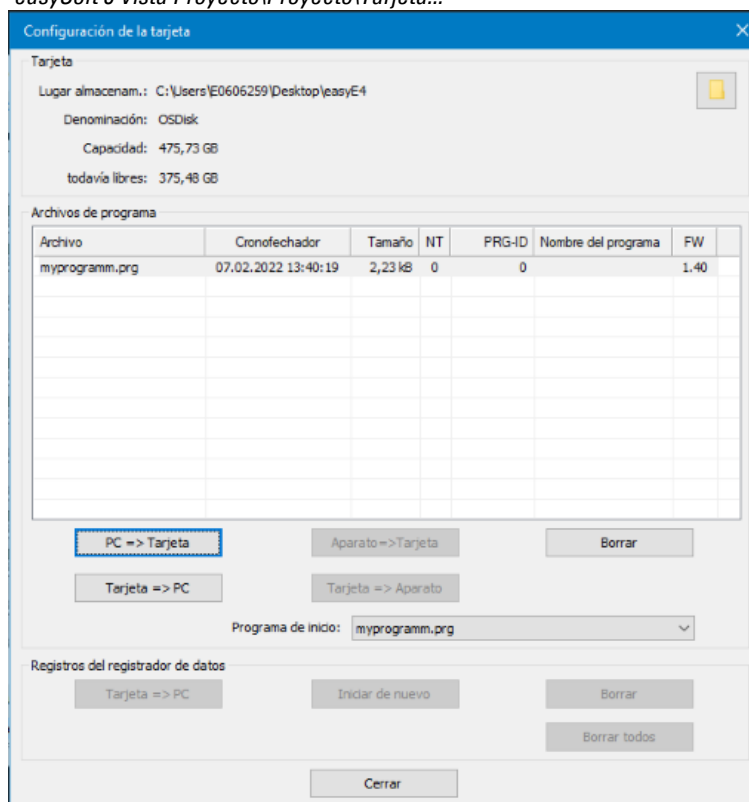 easySoft 8 Vista Proyecto\Proyecto\Tarjeta...
Configuración de la tarjeta
Tarjeta
Lugar almacenam.: C:\Users\E0606259\Desktop\easyE4
Denominación: OSDisk
Capacidad: 475,73 GB
todavía libres: 375,48 GB
Archivos de programa
Archivo Cronofechador Tamaño NT PRG-ID Nombre del programa FW
myprogramm.prg 07.02.2022 13:40:19 2,23 kB 0 0 1.40
PC => Tarjeta Aparato=>Tarjeta Borrar
Tarjeta => PC Tarjeta => Aparato
Programa de inicio: myprogramm.prg
Registros del registrador de datos
Tarjeta => PC Iniciar de nuevo Borrar
Borrar todos
Cerrar